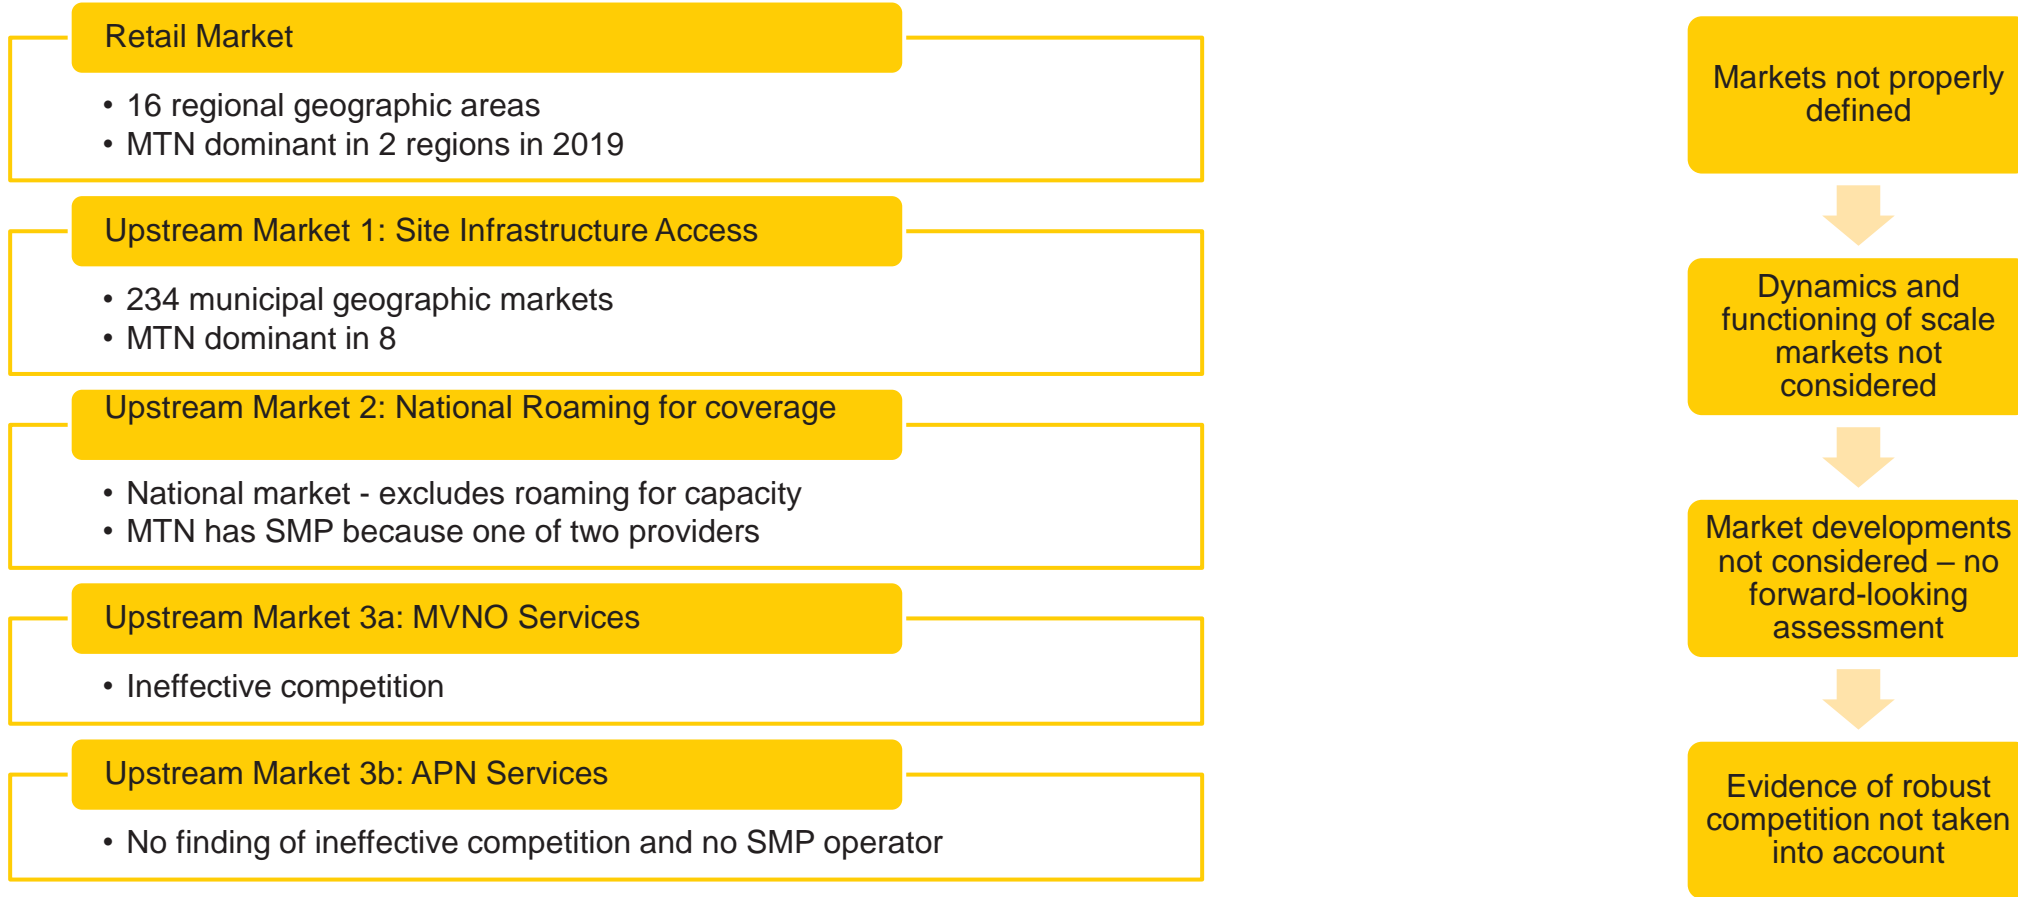 Retail Market
• 16 regional geographic areas
• MTN dominant in 2 regions in 2019
Upstream Market 1: Site Infrastructure Access
• 234 municipal geographic markets
• MTN dominant in 8
Upstream Market 2: National Roaming for coverage
• National market - excludes roaming for capacity
• MTN has SMP because one of two providers
Upstream Market 3a: MVNO Services
• Ineffective competition
Upstream Market 3b: APN Services
• No finding of ineffective competition and no SMP operator
Markets not properly
defined
Dynamics and
functioning of scale
markets not
considered
Market developments
not considered – no
forward-looking
assessment
Evidence of robust
competition not taken
into account